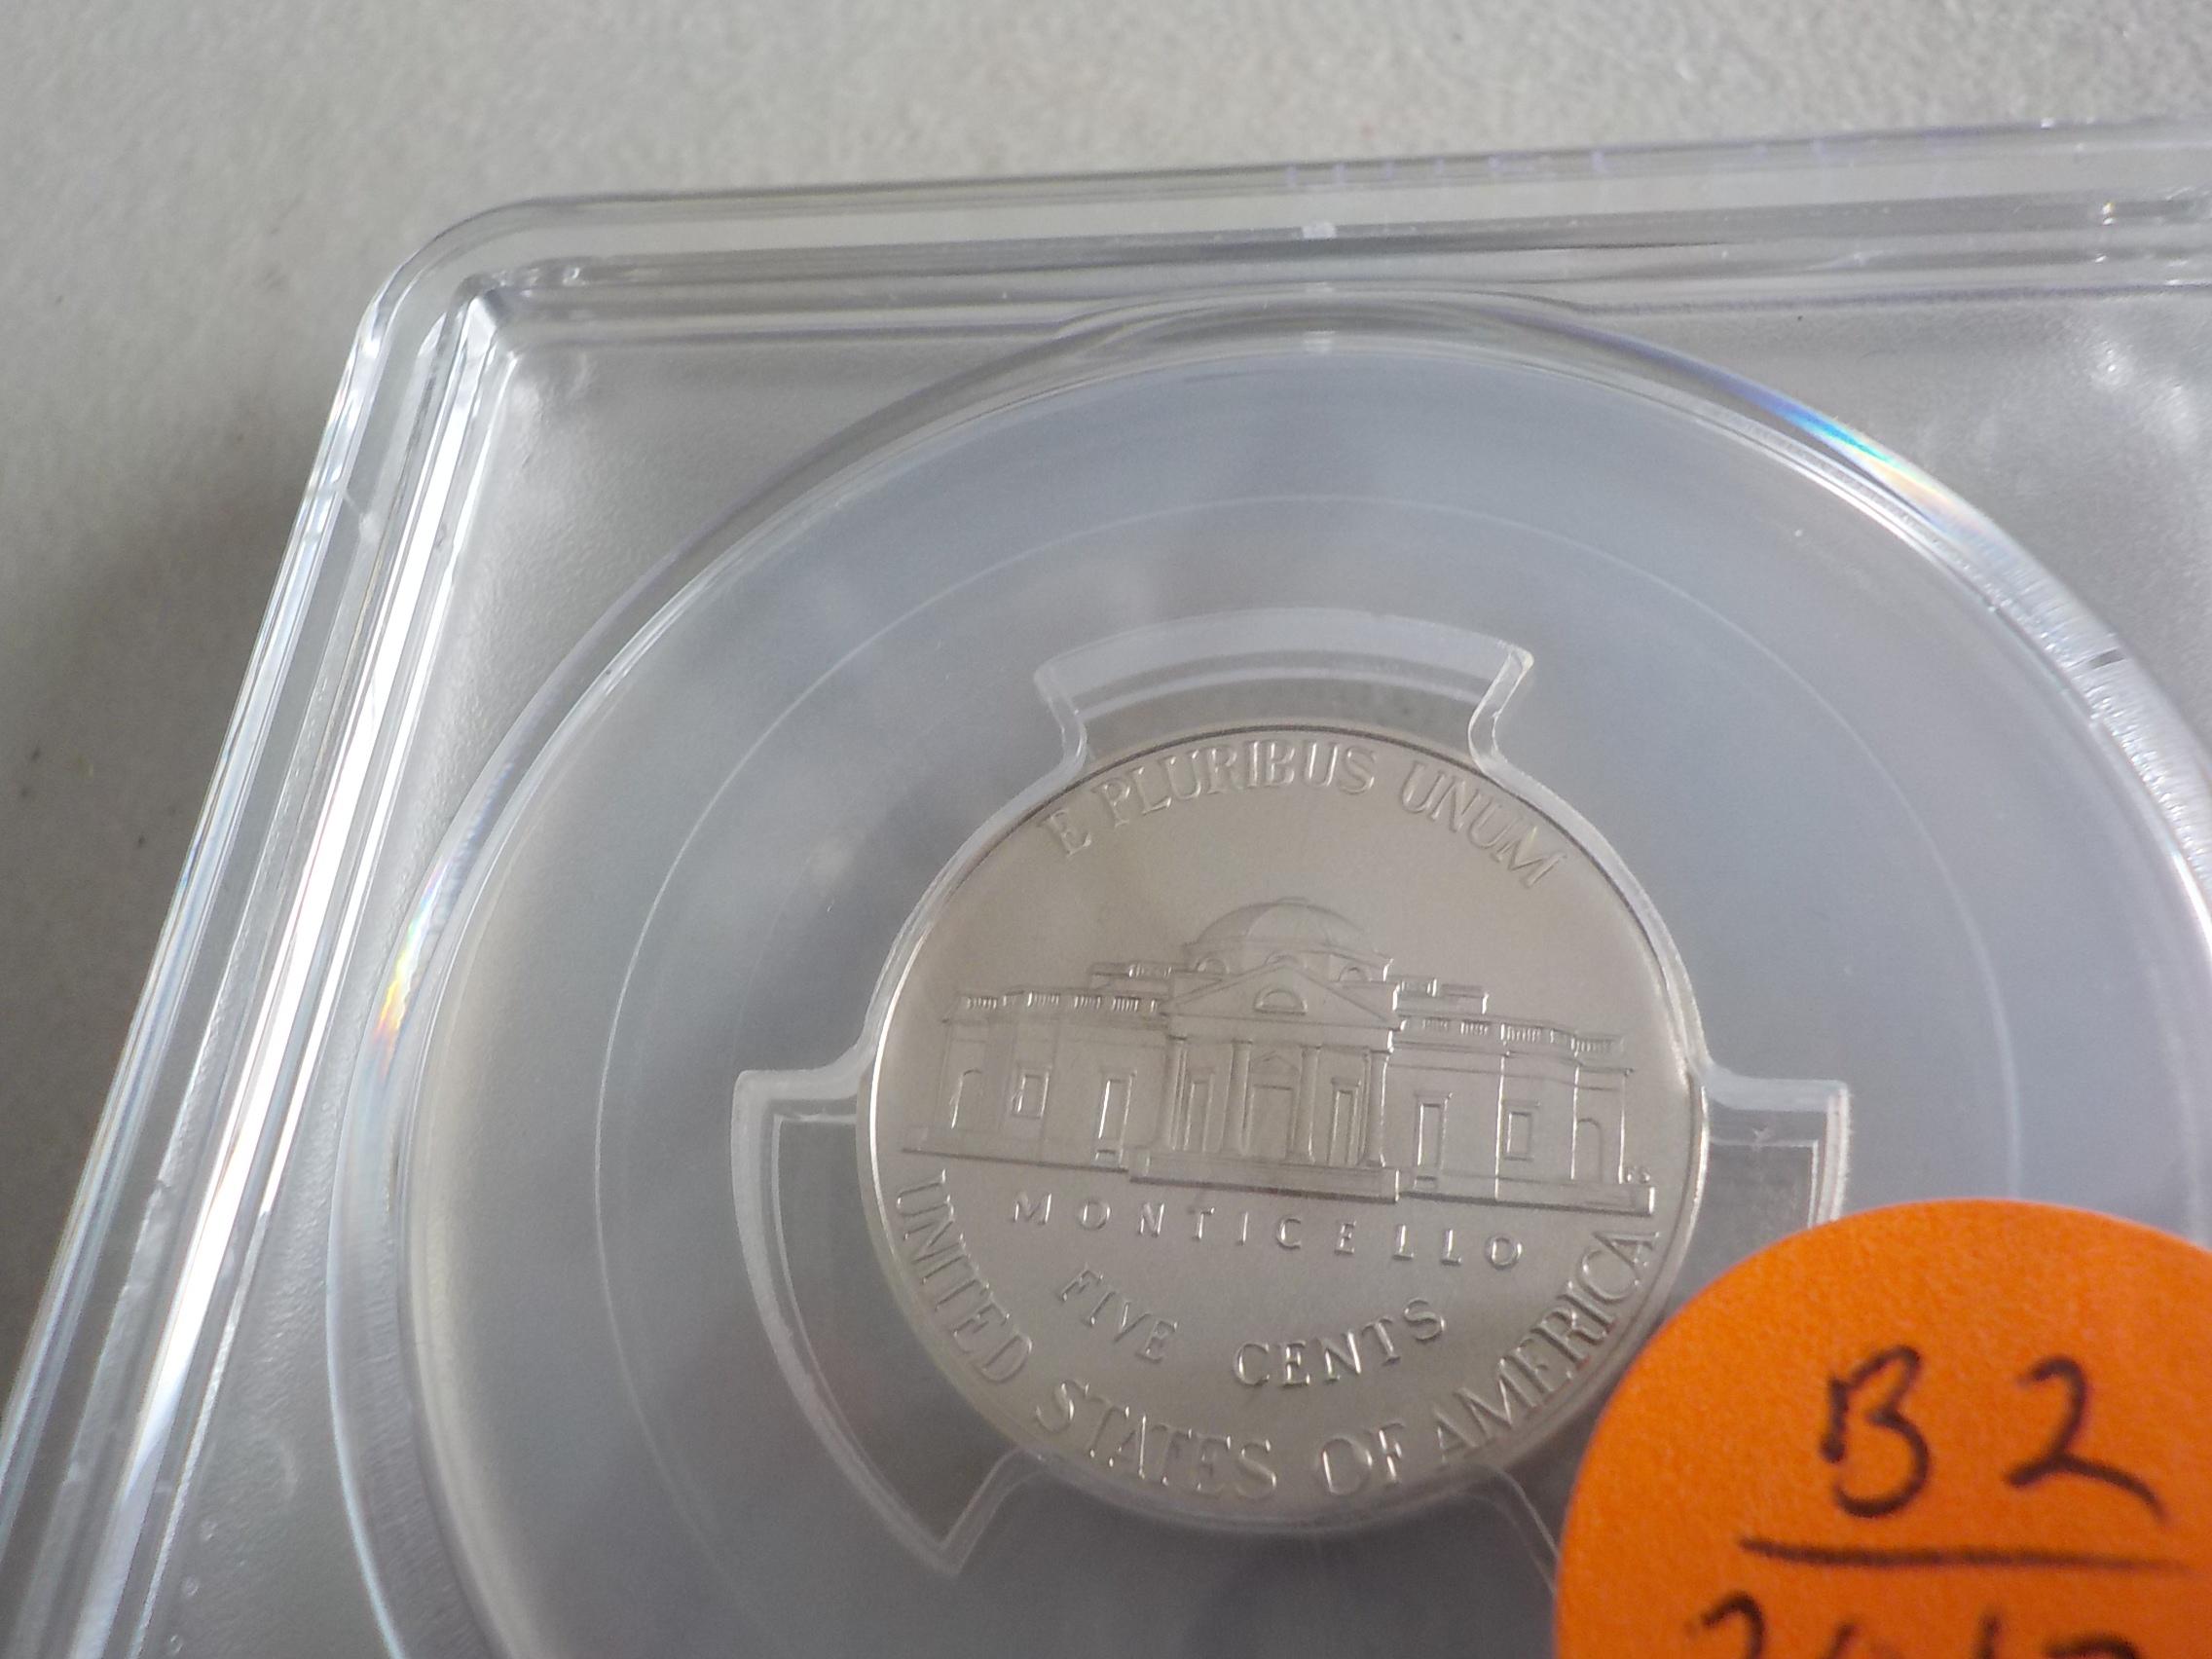 E PLURIBUS UNUM
MONTICELLO
FIVE CENTS
UNITED STATES OF AMERICA
B2